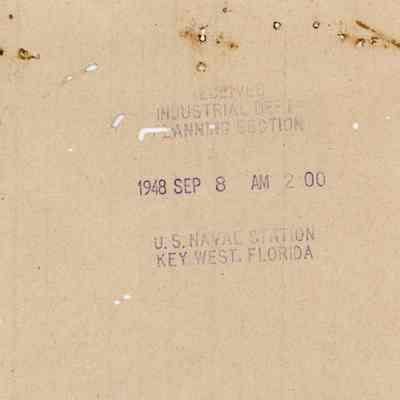 RECEIVED
INDUSTRIAL DEPT
PLANNING SECTION
1948 SEP 8 AM 2 00
U. S. NAVAL STATION
KEY WEST, FLORIDA